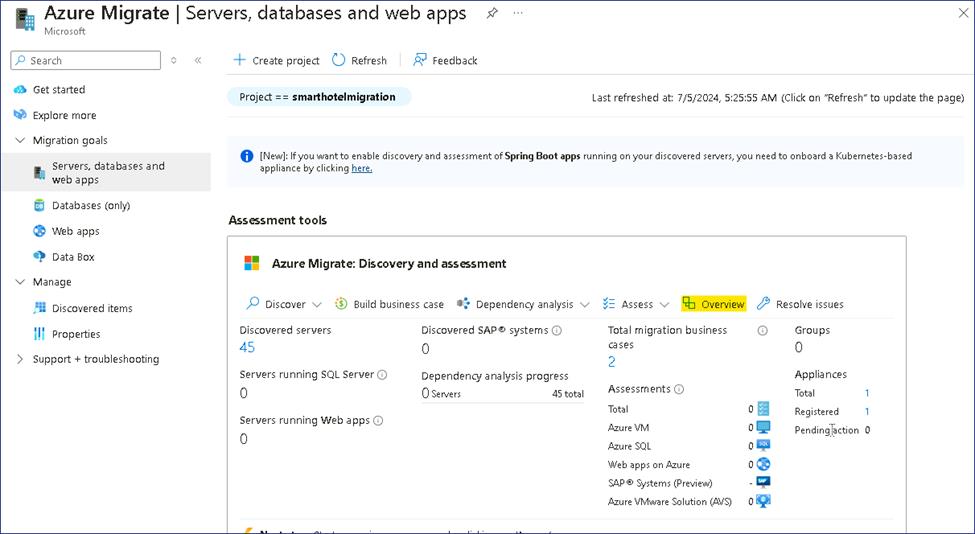 Azure Migrate | Servers, databases and web apps
Microsoft
Search
Create project
Refresh
Feedback
Get started
Explore more
Migration goals
Servers, databases and
web apps
Databases (only)
Web apps
Data Box
Manage
Discovered items
Properties
Support + troubleshooting
Project == smarthotelmigration
Last refreshed at: 7/5/2024, 5:25:55 AM (Click on "Refresh" to update the page)
[New]: If you want to enable discovery and assessment of Spring Boot apps running on your discovered servers, you need to onboard a Kubernetes-based
appliance by clicking here.
Assessment tools
Azure Migrate: Discovery and assessment
Discover
Build business case
Dependency analysis
Assess
Overview
Resolve issues
Discovered servers
45
Servers running SQL Server
0
Servers running Web apps
0
Discovered SAP® systems
0
Dependency analysis progress
0 Servers 45 total
Total migration business
cases
2
Assessments
Total 0
Azure VM 0
Azure SQL 0
SQL
Web apps on Azure 0
SAP® Systems (Preview) -
SAP
Azure VMware Solution (AVS) 0
Groups
0
Appliances
Total 1
Registered 1
Pending action 0